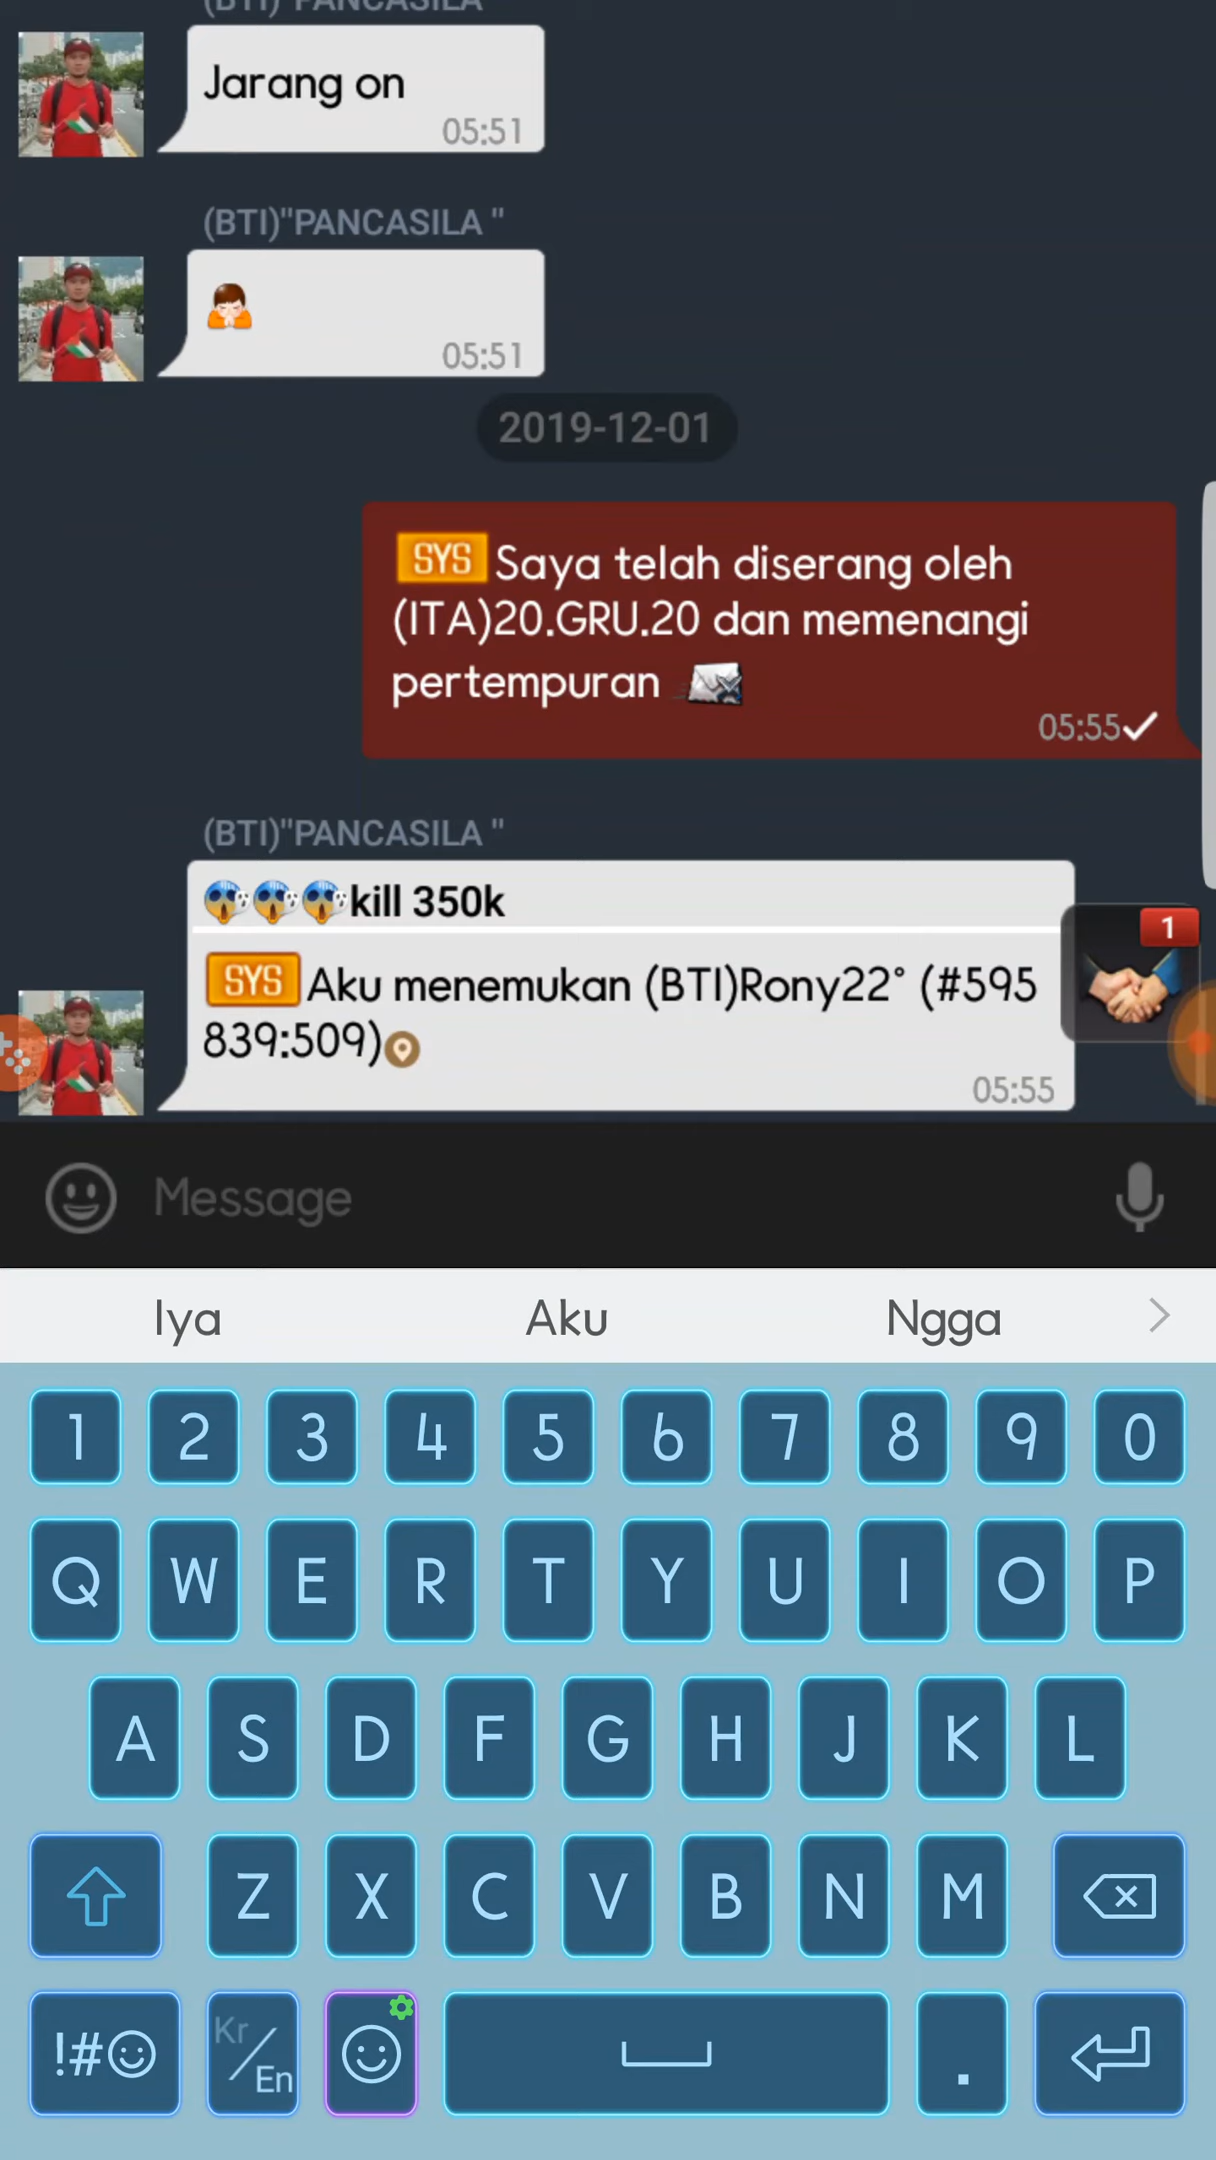 (BTI)"PANCASILA "
Jarang on
05:51
(BTI)"PANCASILA "
05:51
2019-12-01
SYS Saya telah diserang oleh
(ITA)20.GRU.20 dan memenangi
pertempuran
05:55
(BTI)"PANCASILA "
kill 350k
1
SYS Aku menemukan (BTI)Rony22° (#595
839:509)
05:55
Message
Iya Aku Ngga
1 2 3 4 5 6 7 8 9 0
Q W E R T Y U I O P
A S D F G H J K L
Z X C V B N M
!# Kr/En .